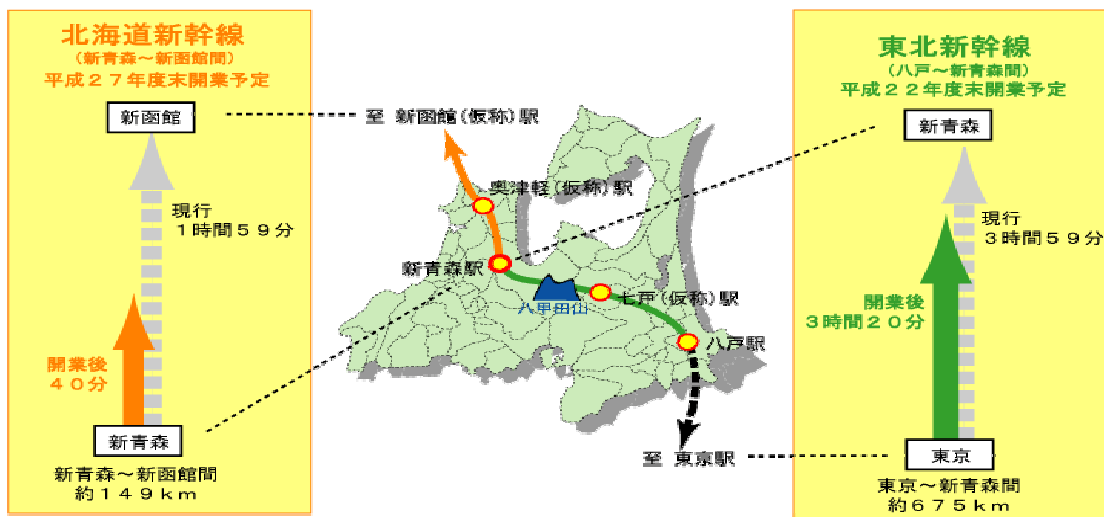 北海道新幹線
(新青森～新函館間)
平成２７年度末開業予定
新函館
現行
１時間５９分
開業後
４０分
新青森
新青森～新函館間
約１４９ｋｍ
至 新函館(仮称)駅
奥津軽(仮称)駅
新青森駅
八甲田山
七戸(仮称)駅
八戸駅
至 東京駅
東北新幹線
(八戸～新青森間)
平成２２年度末開業予定
新青森
現行
３時間５９分
開業後
３時間２０分
東京
東京～新青森間
約６７５ｋｍ